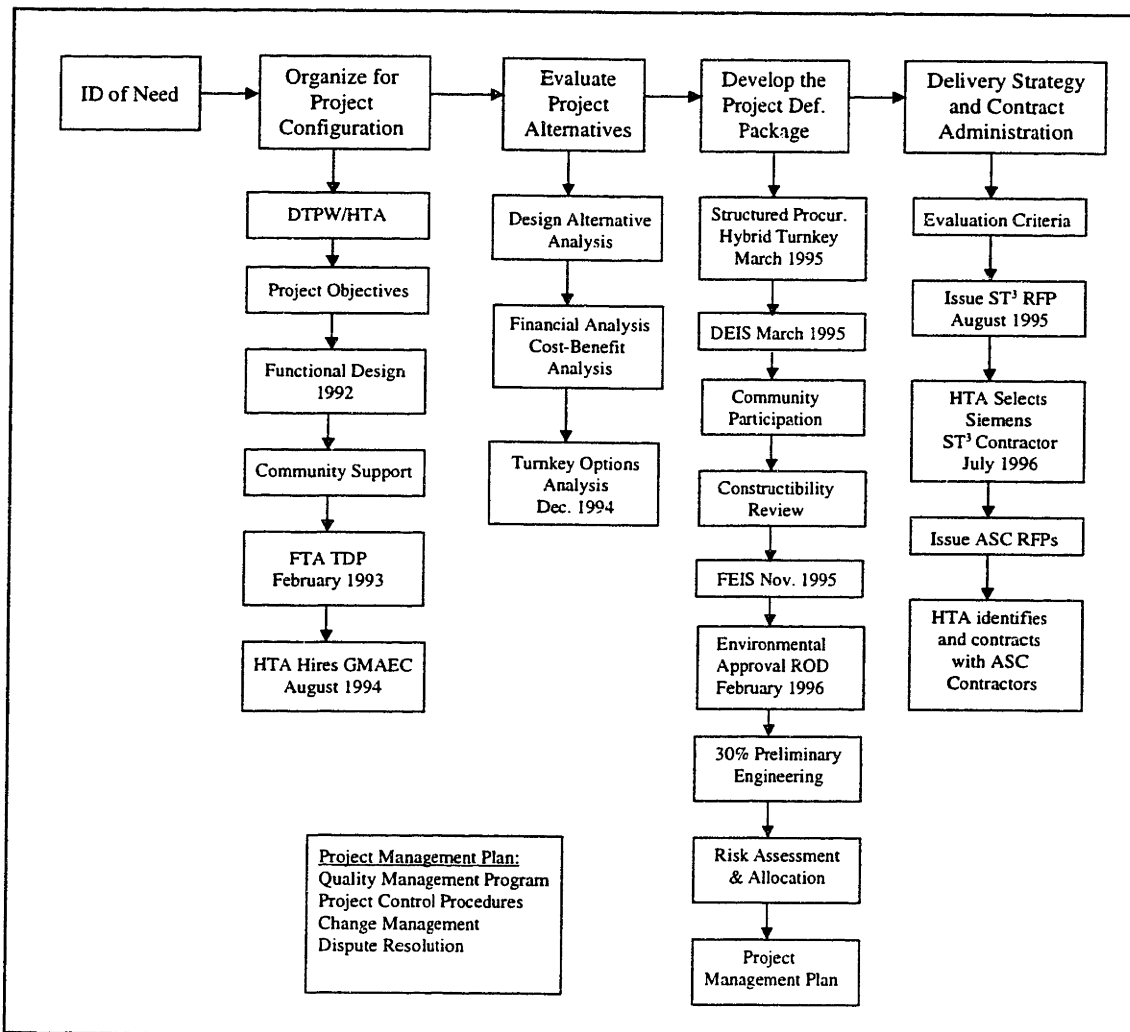 ID of Need
Organize for
Project
Configuration
Evaluate
Project
Alternatives
Develop the
Project Def.
Package
Delivery Strategy
and Contract
Administration
DTPW/HTA
Project Objectives
Functional Design
1992
Community Support
FTA TDP
February 1993
HTA Hires GMAEC
August 1994
Design Alternative
Analysis
Financial Analysis
Cost-Benefit
Analysis
Turnkey Options
Analysis
Dec. 1994
Structured Procur.
Hybrid Turnkey
March 1995
DEIS March 1995
Community
Participation
Constructibility
Review
FEIS Nov. 1995
Environmental
Approval ROD
February 1996
30% Preliminary
Engineering
Risk Assessment
& Allocation
Project
Management Plan
Evaluation Criteria
Issue ST³ RFP
August 1995
HTA Selects
Siemens
ST³ Contractor
July 1996
Issue ASC RFPs
HTA identifies
and contracts
with ASC
Contractors
Project Management Plan:
Quality Management Program
Project Control Procedures
Change Management
Dispute Resolution